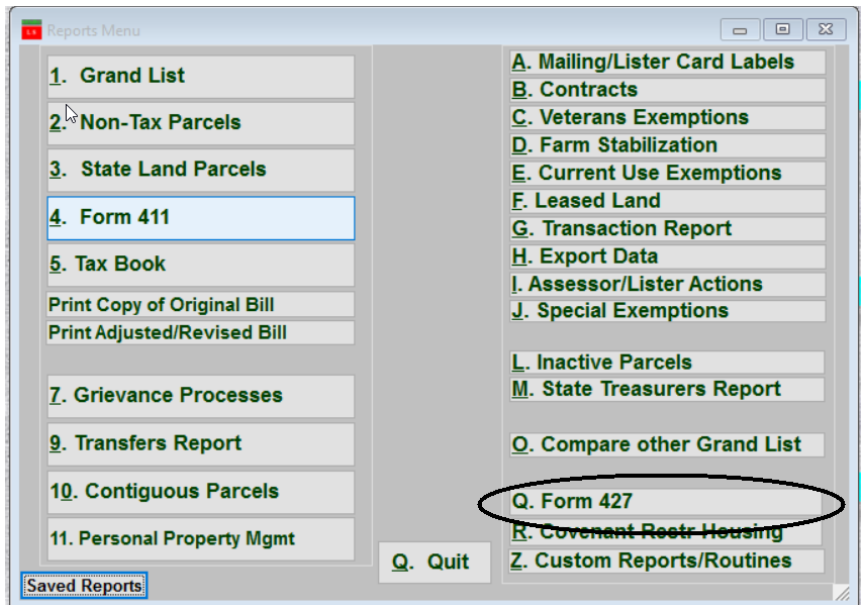 Reports Menu
1. Grand List
2. Non-Tax Parcels
3. State Land Parcels
4. Form 411
5. Tax Book
Print Copy of Original Bill
Print Adjusted/Revised Bill
7. Grievance Processes
9. Transfers Report
10. Contiguous Parcels
11. Personal Property Mgmt
Saved Reports
Q. Quit
A. Mailing/Lister Card Labels
B. Contracts
C. Veterans Exemptions
D. Farm Stabilization
E. Current Use Exemptions
F. Leased Land
G. Transaction Report
H. Export Data
I. Assessor/Lister Actions
J. Special Exemptions
L. Inactive Parcels
M. State Treasurers Report
O. Compare other Grand List
Q. Form 427
R. Covenant Restr Housing
Z. Custom Reports/Routines